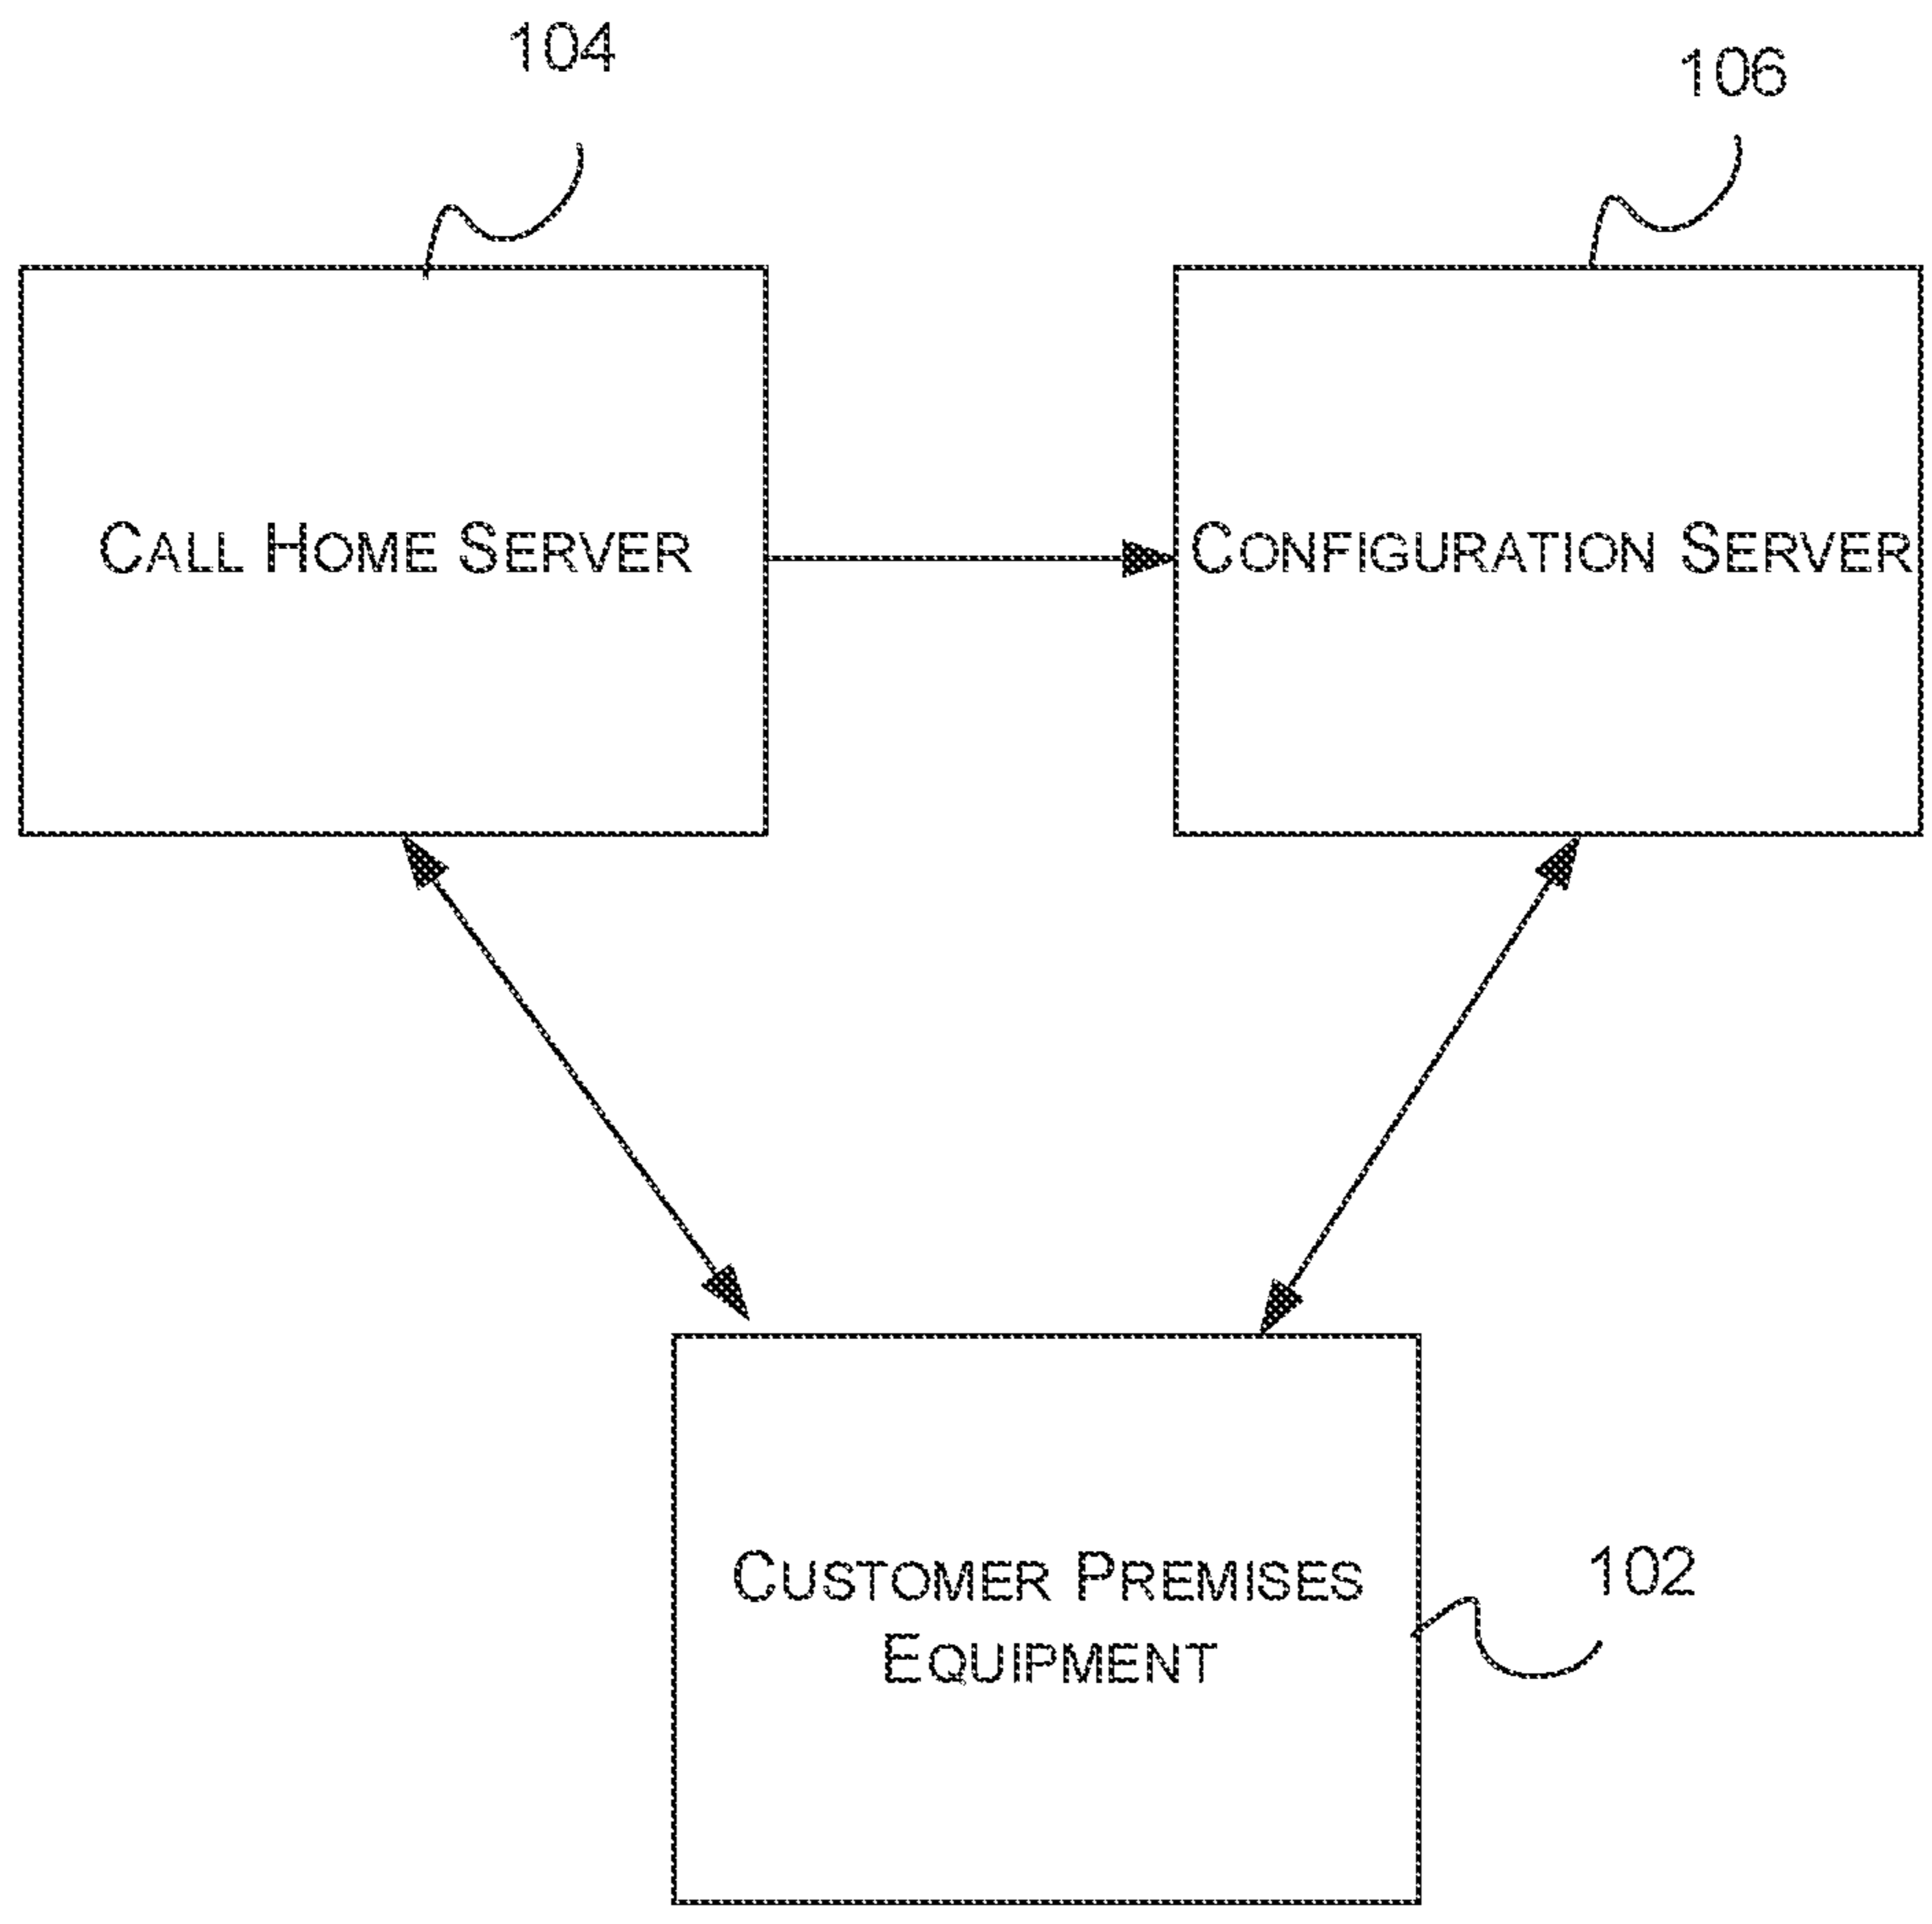 104
106
CALL HOME SERVER
CONFIGURATION SERVER
CUSTOMER PREMISES
EQUIPMENT
102